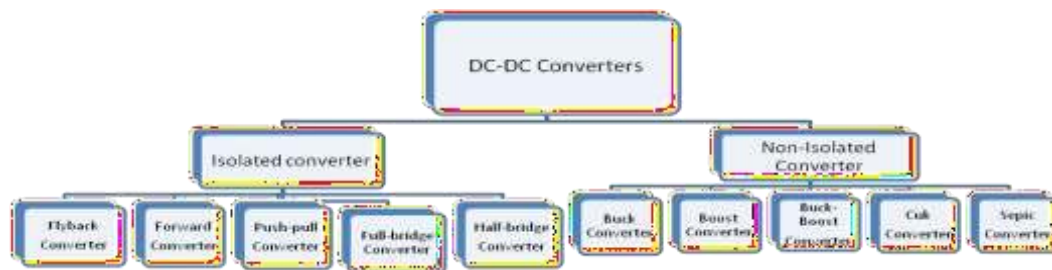 DC-DC Converters
Isolated converter
Non-Isolated
Converter
Flyback
Converter
Forward
Converter
Push-pull
Converter
Full-bridge
Converter
Half-bridge
Converter
Buck
Converter
Boost
Converter
Buck-
Boost
Converter
Cuk
Converter
Sepic
Converter